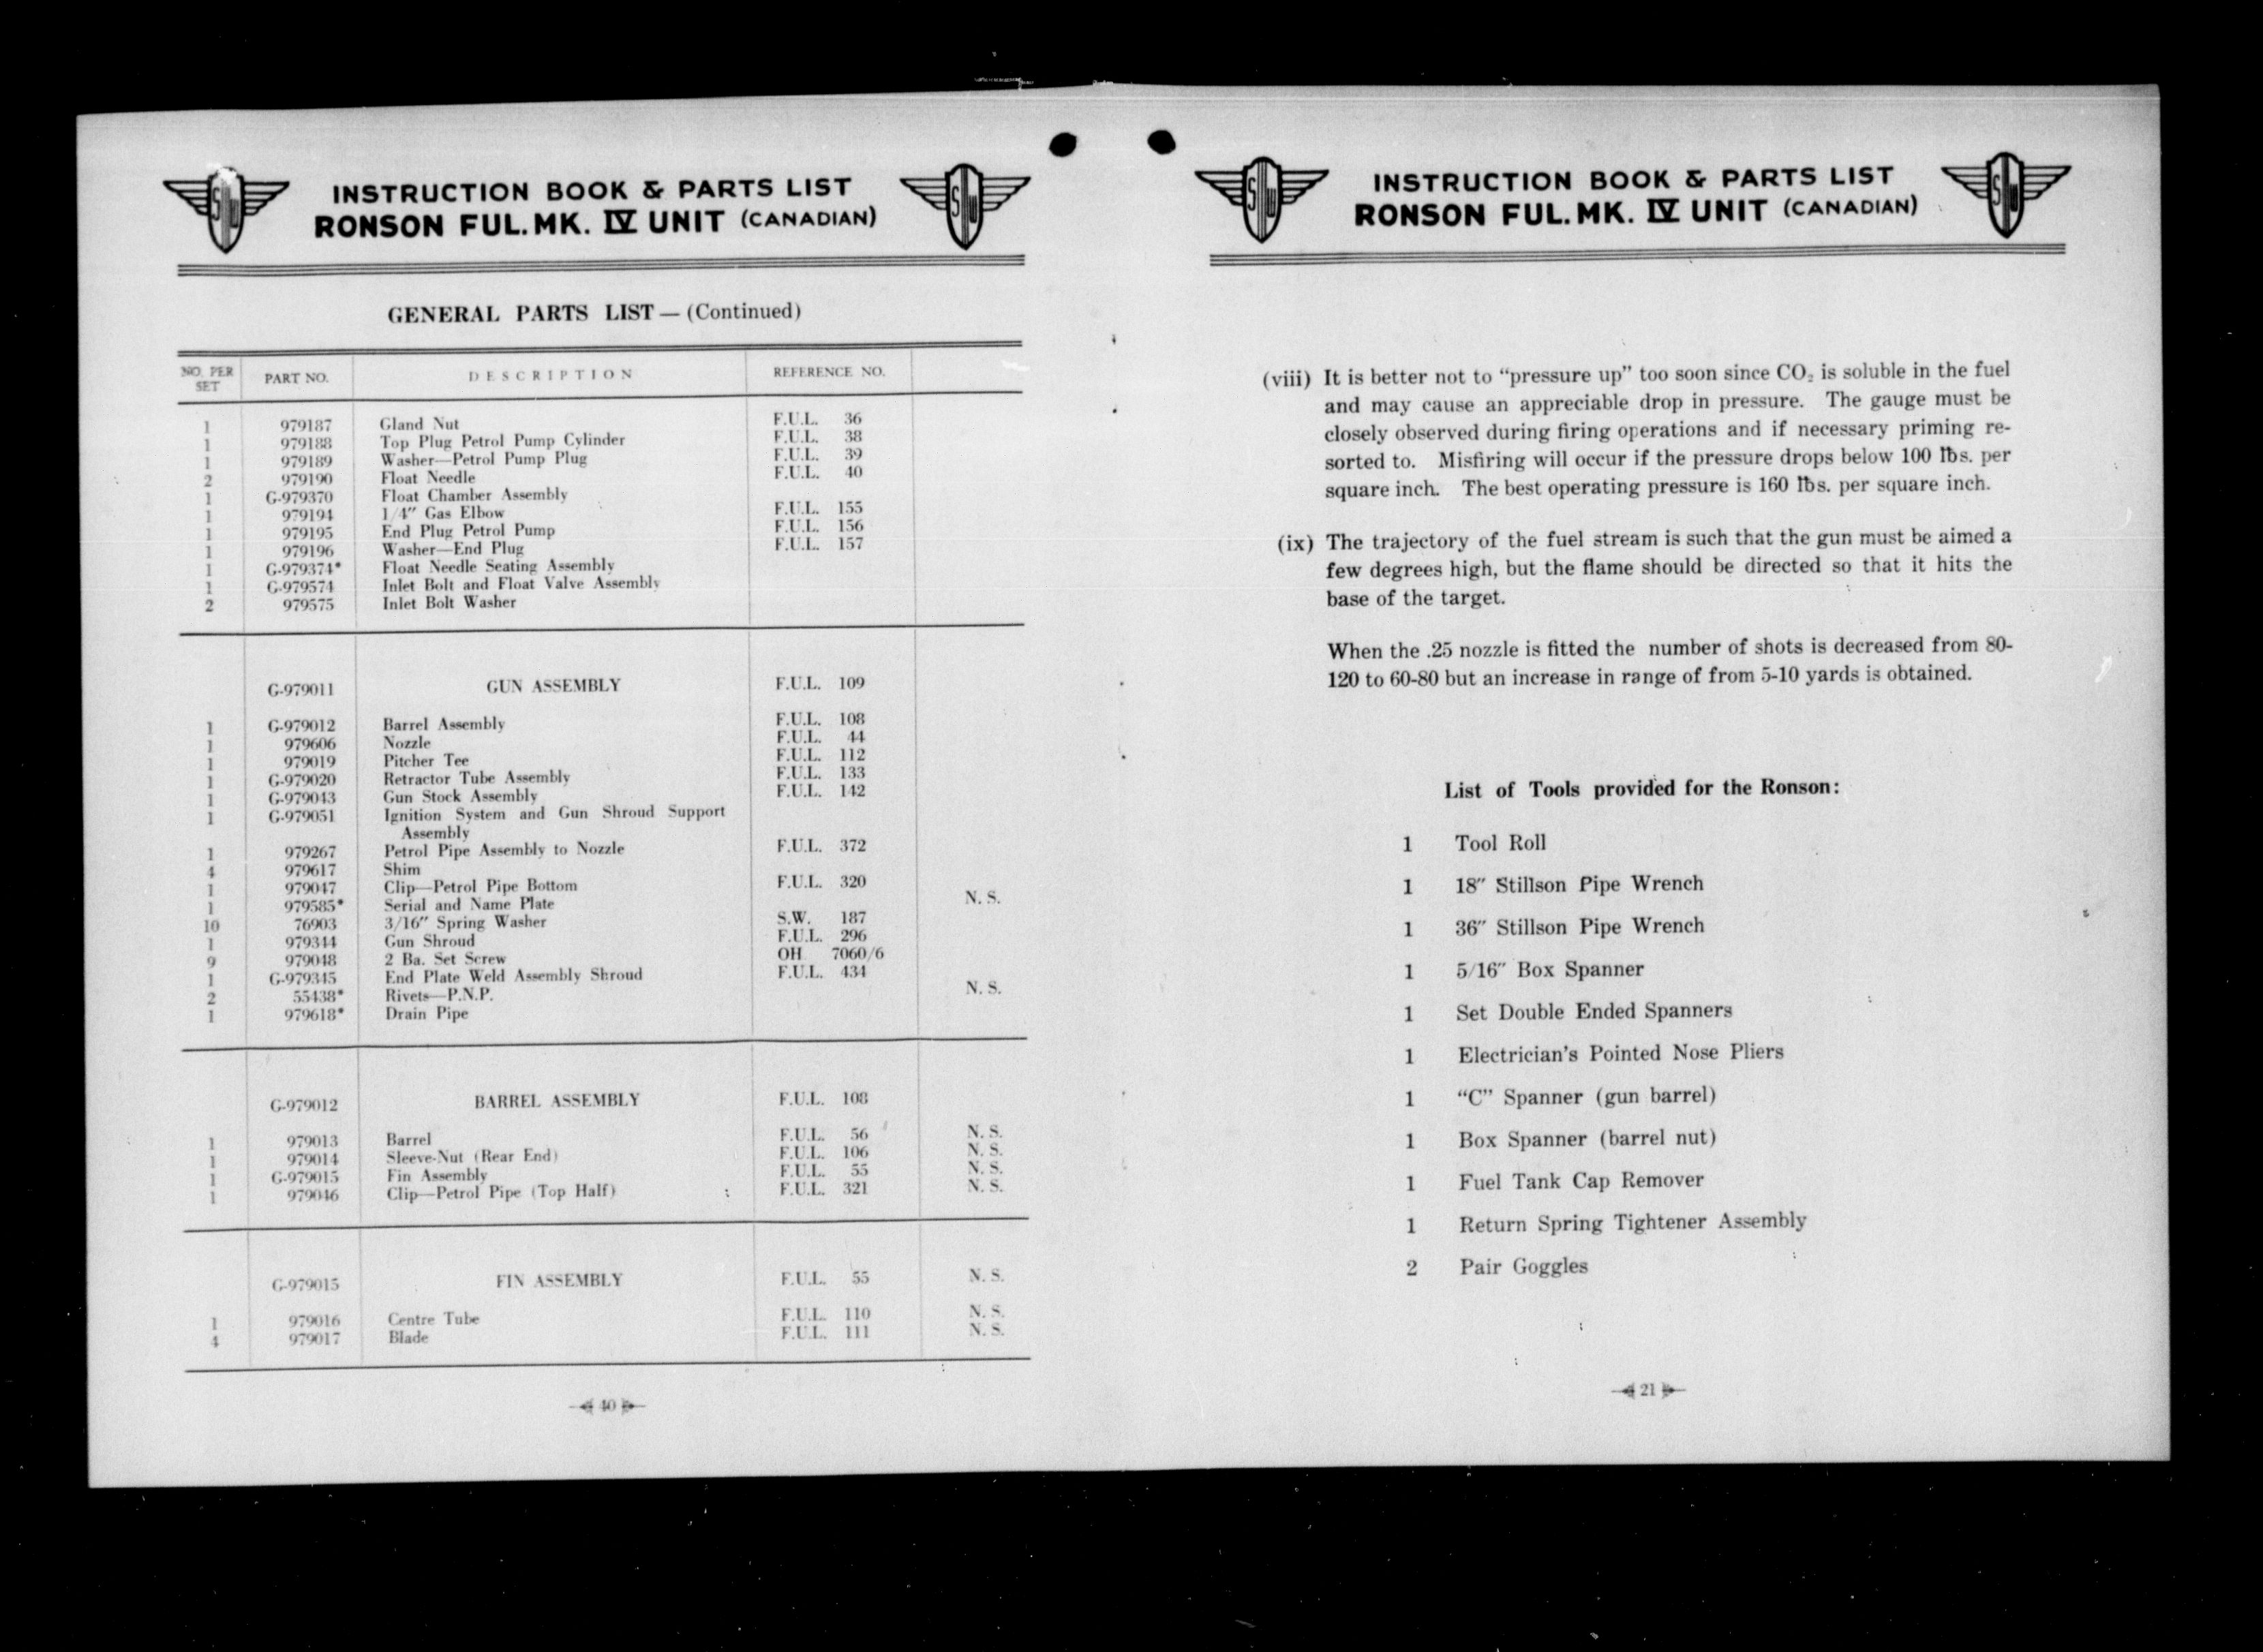 INSTRUCTION BOOK & PARTS LIST
RONSON FUL. MK. IV UNIT (CANADIAN)
GENERAL PARTS LIST — (Continued)
NO. PER SET PART NO. DESCRIPTION REFERENCE NO.
1 979187 Gland Nut F.U.L. 36
1 979188 Top Plug Petrol Pump Cylinder F.U.L. 38
1 979189 Washer—Petrol Pump Plug F.U.L. 39
2 979190 Float Needle F.U.L. 40
1 G-979370 Float Chamber Assembly
1 979194 1/4″ Gas Elbow F.U.L. 155
1 979195 End Plug Petrol Pump F.U.L. 156
1 979196 Washer—End Plug F.U.L. 157
1 G-979374* Float Needle Seating Assembly
1 G-979574 Inlet Bolt and Float Valve Assembly
2 979575 Inlet Bolt Washer
G-979011 GUN ASSEMBLY F.U.L. 109
1 G-979012 Barrel Assembly F.U.L. 108
1 979606 Nozzle F.U.L. 44
1 979019 Pitcher Tee F.U.L. 112
1 G-979020 Retractor Tube Assembly F.U.L. 133
1 G-979043 Gun Stock Assembly F.U.L. 142
1 G-979051 Ignition System and Gun Shroud Support
Assembly
1 979267 Petrol Pipe Assembly to Nozzle F.U.L. 372
4 979617 Shim
1 979047 Clip—Petrol Pipe Bottom F.U.L. 320
1 979585* Serial and Name Plate N. S.
10 76903 3/16″ Spring Washer S.W. 187
1 979344 Gun Shroud F.U.L. 296
9 979048 2 Ba. Set Screw OH 7060/6
1 G-979345 End Plate Weld Assembly Shroud F.U.L. 434
2 55438* Rivets—P.N.P. N. S.
1 979618* Drain Pipe
G-979012 BARREL ASSEMBLY F.U.L. 108
1 979013 Barrel F.U.L. 56 N. S.
1 979014 Sleeve-Nut (Rear End) F.U.L. 106 N. S.
1 G-979015 Fin Assembly F.U.L. 55 N. S.
1 979046 Clip—Petrol Pipe (Top Half) F.U.L. 321 N. S.
G-979015 FIN ASSEMBLY F.U.L. 55 N. S.
1 979016 Centre Tube F.U.L. 110 N. S.
4 979017 Blade F.U.L. 111 N. S.
40
INSTRUCTION BOOK & PARTS LIST
RONSON FUL. MK. IV UNIT (CANADIAN)
(viii) It is better not to “pressure up” too soon since CO₂ is soluble in the fuel
and may cause an appreciable drop in pressure. The gauge must be
closely observed during firing operations and if necessary priming re-
sorted to. Misfiring will occur if the pressure drops below 100 lbs. per
square inch. The best operating pressure is 160 lbs. per square inch.
(ix) The trajectory of the fuel stream is such that the gun must be aimed a
few degrees high, but the flame should be directed so that it hits the
base of the target.
When the .25 nozzle is fitted the number of shots is decreased from 80-
120 to 60-80 but an increase in range of from 5-10 yards is obtained.
List of Tools provided for the Ronson:
1 Tool Roll
1 18″ Stillson Pipe Wrench
1 36″ Stillson Pipe Wrench
1 5/16″ Box Spanner
1 Set Double Ended Spanners
1 Electrician’s Pointed Nose Pliers
1 “C” Spanner (gun barrel)
1 Box Spanner (barrel nut)
1 Fuel Tank Cap Remover
1 Return Spring Tightener Assembly
2 Pair Goggles
21